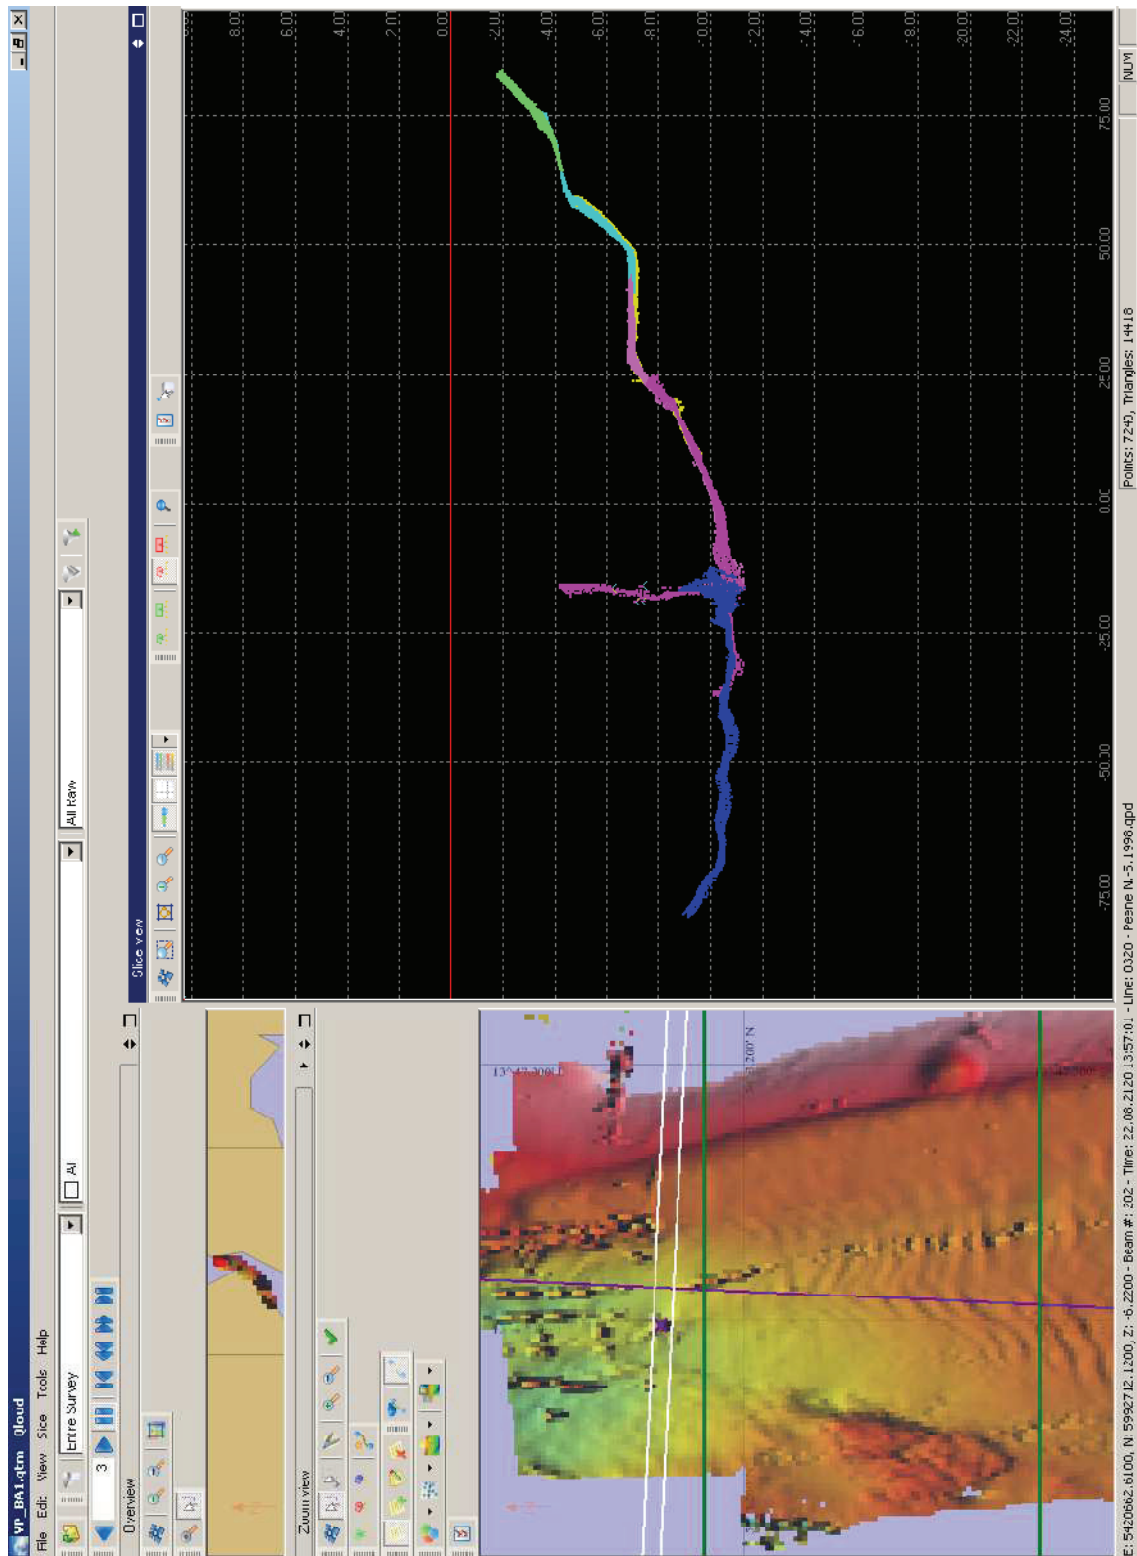 VP_BA1.qtm Qloud
File Edit View Slice Tools Help
Entire Survey
All
All Raw
3
Overview
Zoom view
Slice view
8.00
6.00
4.00
2.00
0.00
-2.00
-4.00
-6.00
-8.00
-10.00
-12.00
-14.00
-16.00
-18.00
-20.00
-22.00
-24.00
-75.00
-50.00
-25.00
0.00
25.00
50.00
75.00
E: 5420662.6100, N: 5992712.1200, Z: -6.2200 - Beam #: 202 - Time: 22.08.2120 13:57:01 - Line: 0320 - Peene N.-5.1998.qpd
Points: 7240, Triangles: 14418
NUM